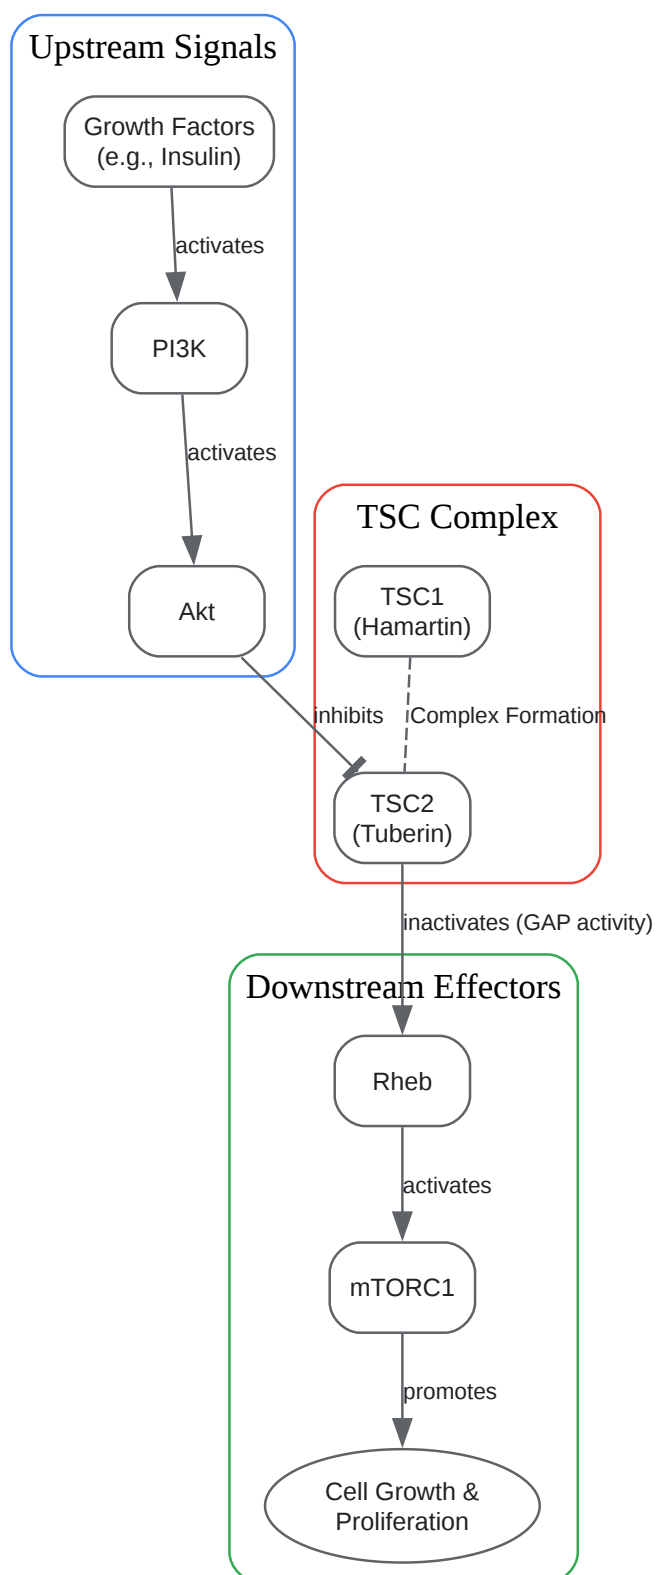 Upstream Signals
Growth Factors
(e.g., Insulin)
activates
PI3K
activates
Akt
TSC Complex
TSC1
(Hamartin)
inhibits
Complex Formation
TSC2
(Tuberin)
inactivates (GAP activity)
Downstream Effectors
Rheb
activates
mTORC1
promotes
Cell Growth &
Proliferation